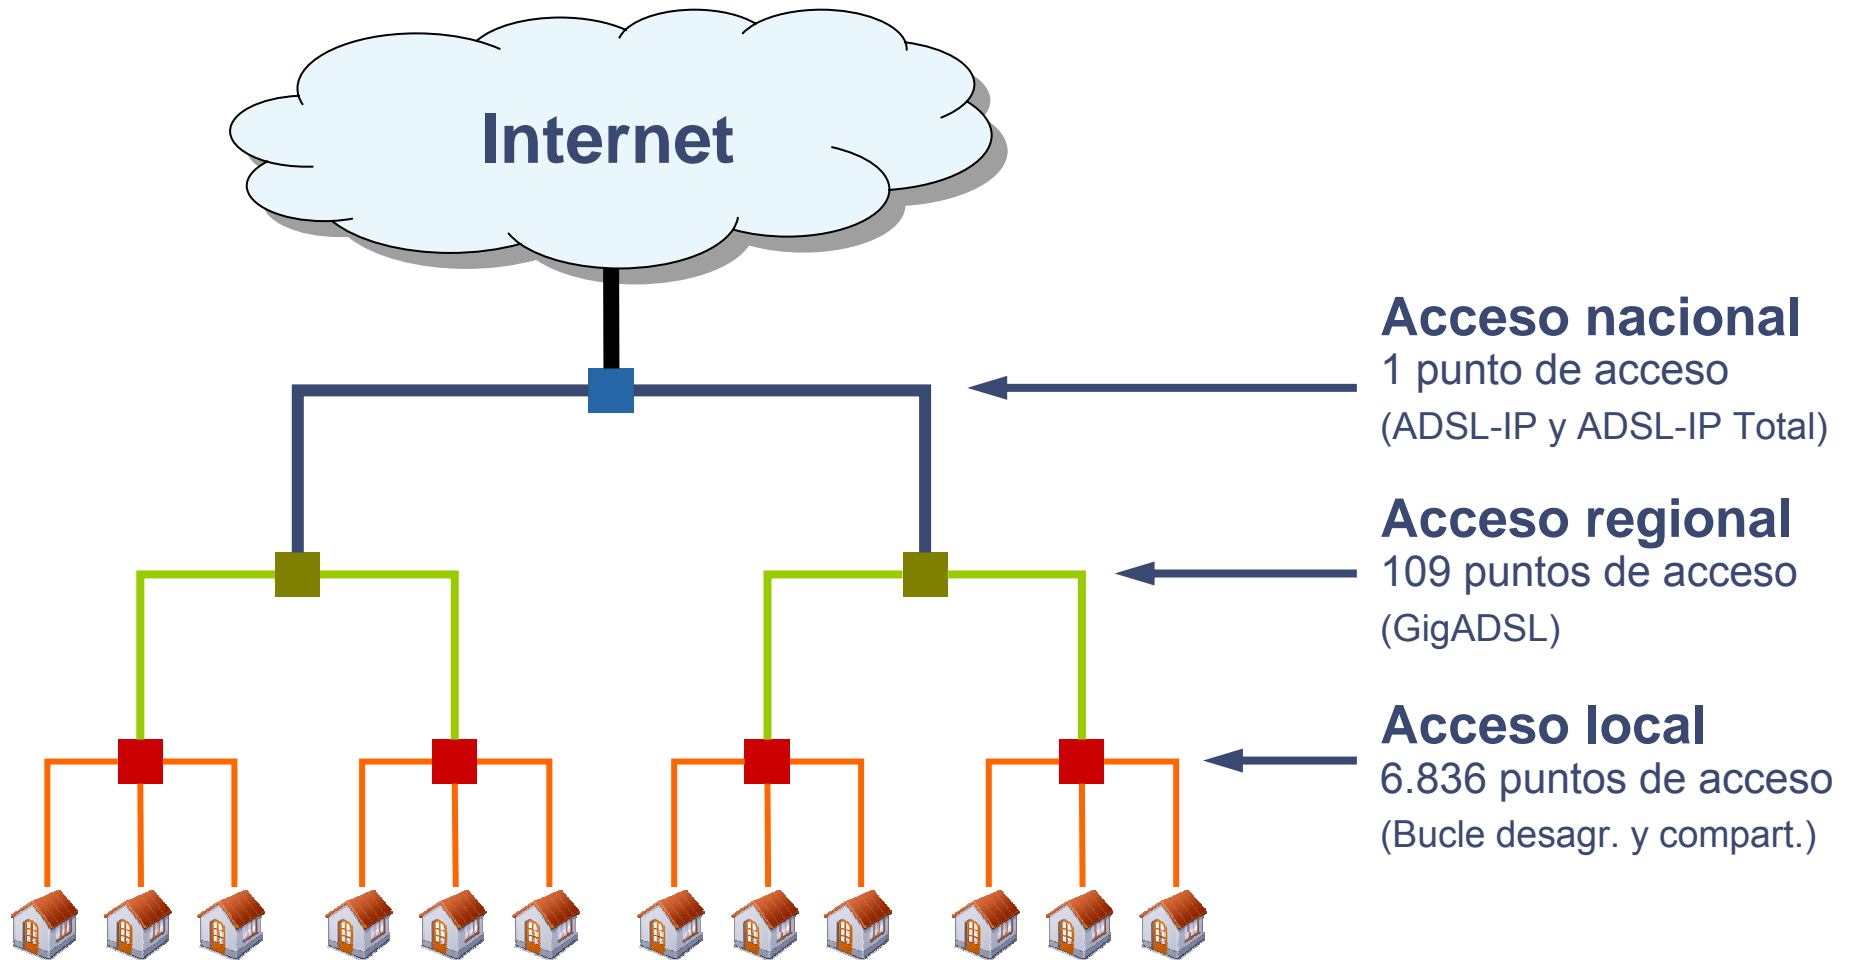 Internet
Acceso nacional
1 punto de acceso
(ADSL-IP y ADSL-IP Total)
Acceso regional
109 puntos de acceso
(GigADSL)
Acceso local
6.836 puntos de acceso
(Bucle desagr. y compart.)